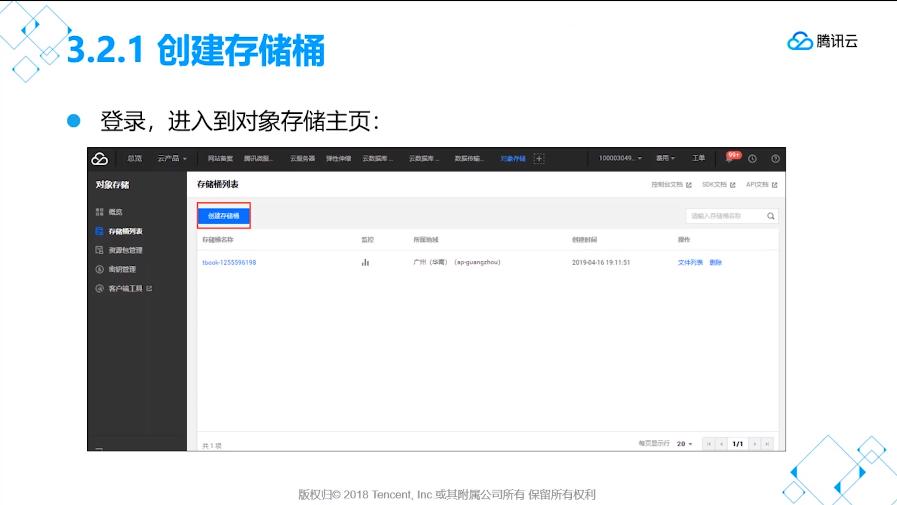 3.2.1 创建存储桶
腾讯云
登录，进入到对象存储主页：
总览 云产品 网站备案 腾讯微服... 云服务器 弹性伸缩 云数据库... 云数据库... 数据传输... 对象存储 100003049... 费用 工单 99+
对象存储
存储桶列表
控制台文档 SDK文档 API文档
概览
创建存储桶
请输入存储桶名称
存储桶列表
存储桶名称 监控 所属地域 创建时间 操作
资源包管理
tbook-1255596198 广州（华南）（ap-guangzhou） 2019-04-16 19:11:51 文件列表 删除
密钥管理
客户端工具
共 1 项
每页显示行 20 1/1
版权归© 2018 Tencent, Inc 或其附属公司所有 保留所有权利